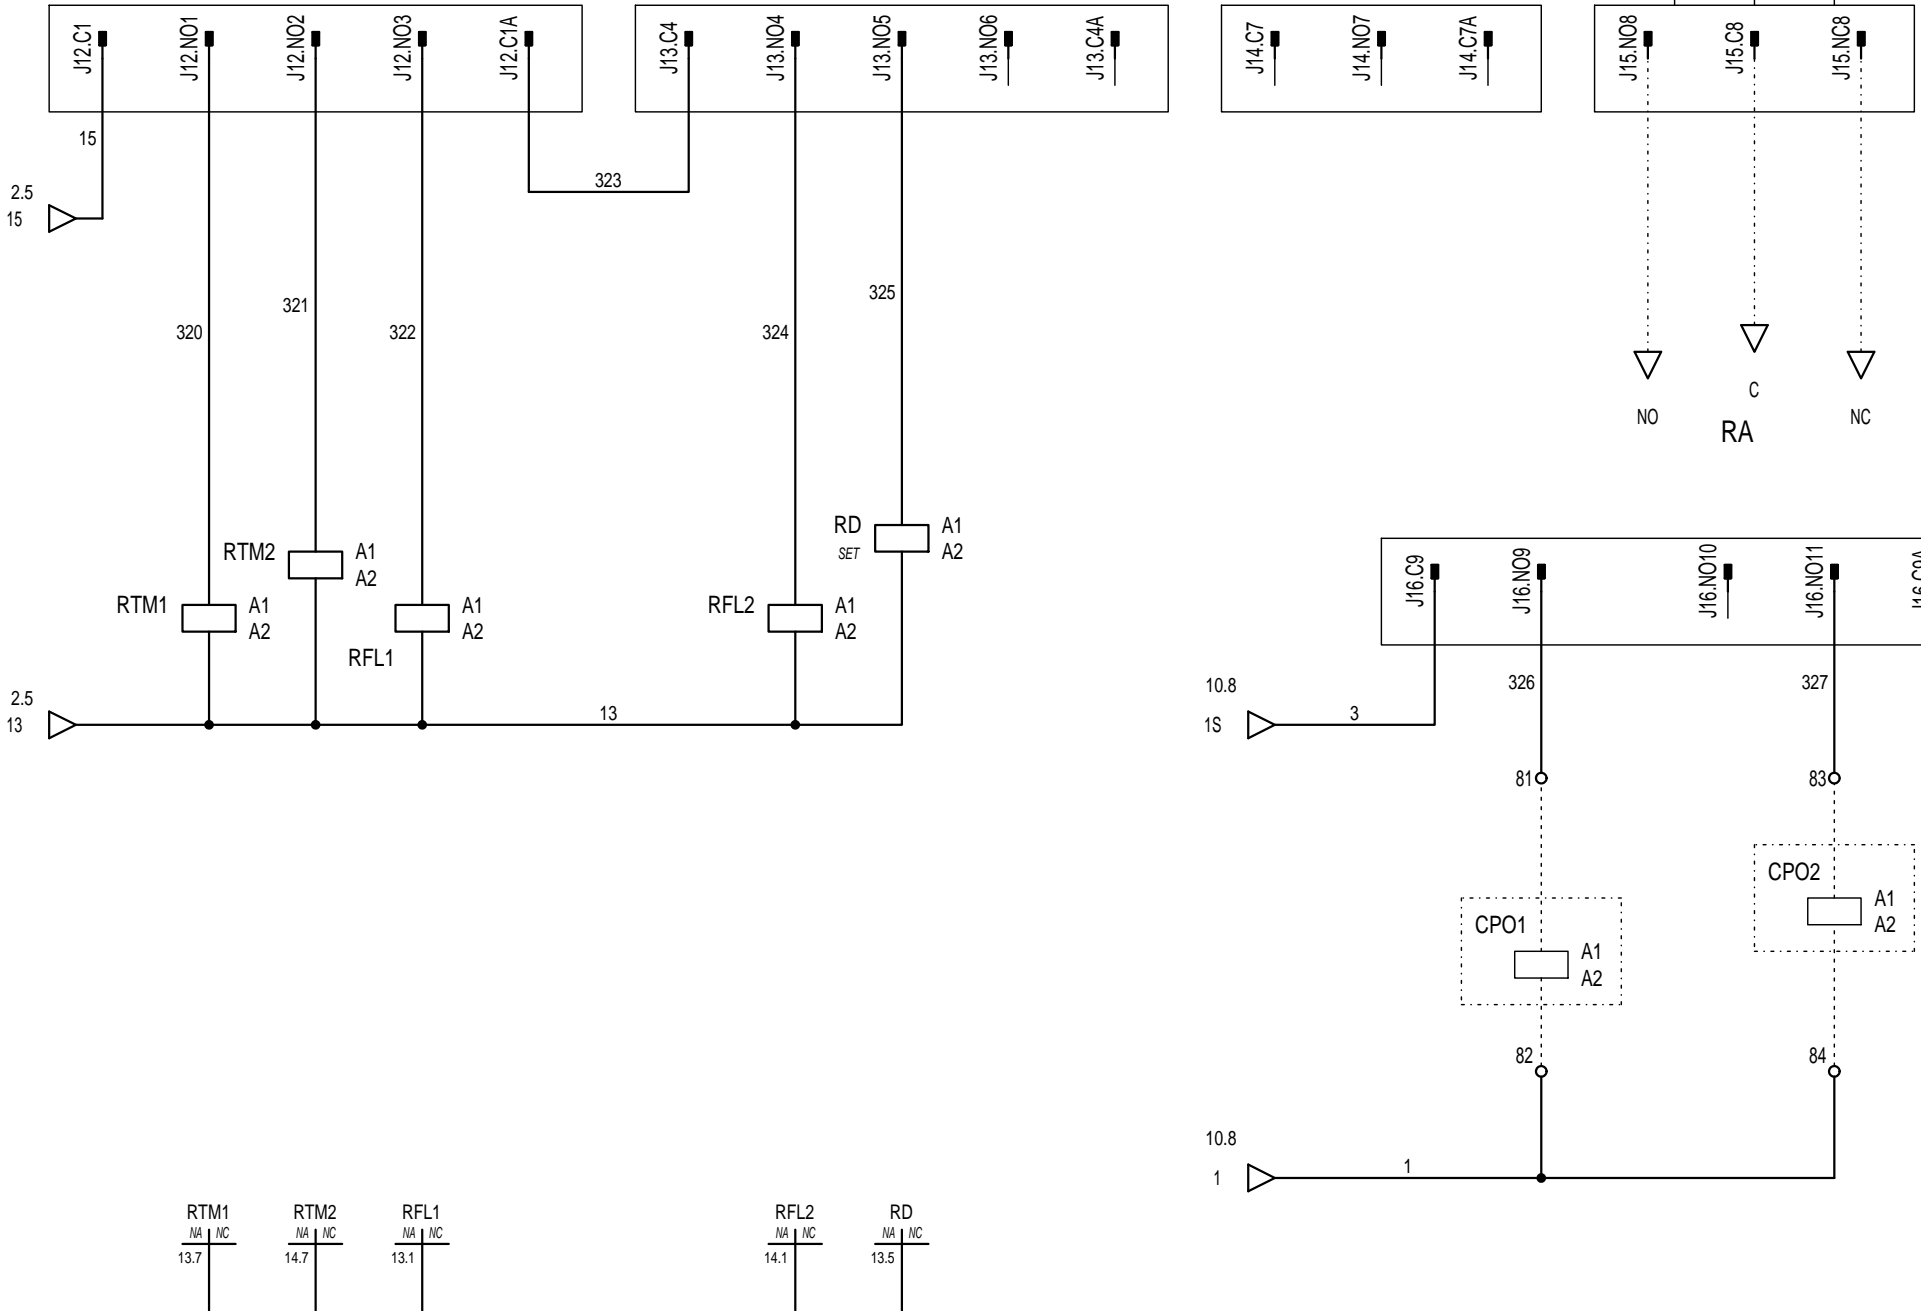 J12.C1
J12.NO1
J12.NO2
J12.NO3
J12.C1A
J13.C4
J13.NO4
J13.NO5
J13.NO6
J13.C4A
J14.C7
J14.NO7
J14.C7A
J15.NO8
J15.C8
J15.NC8
15
323
2.5
15
320
321
322
324
325
NO
C
NC
RA
RTM1
A1
A2
RTM2
A1
A2
RFL1
A1
A2
RFL2
A1
A2
RD
SET
A1
A2
2.5
13
13
J16.C9
J16.NO9
J16.NO10
J16.NO11
J16.C9A
10.8
1S
3
326
327
81
83
CPO1
A1
A2
CPO2
A1
A2
82
84
10.8
1
1
RTM1
NA NC
13.7
RTM2
NA NC
14.7
RFL1
NA NC
13.1
RFL2
NA NC
14.1
RD
NA NC
13.5